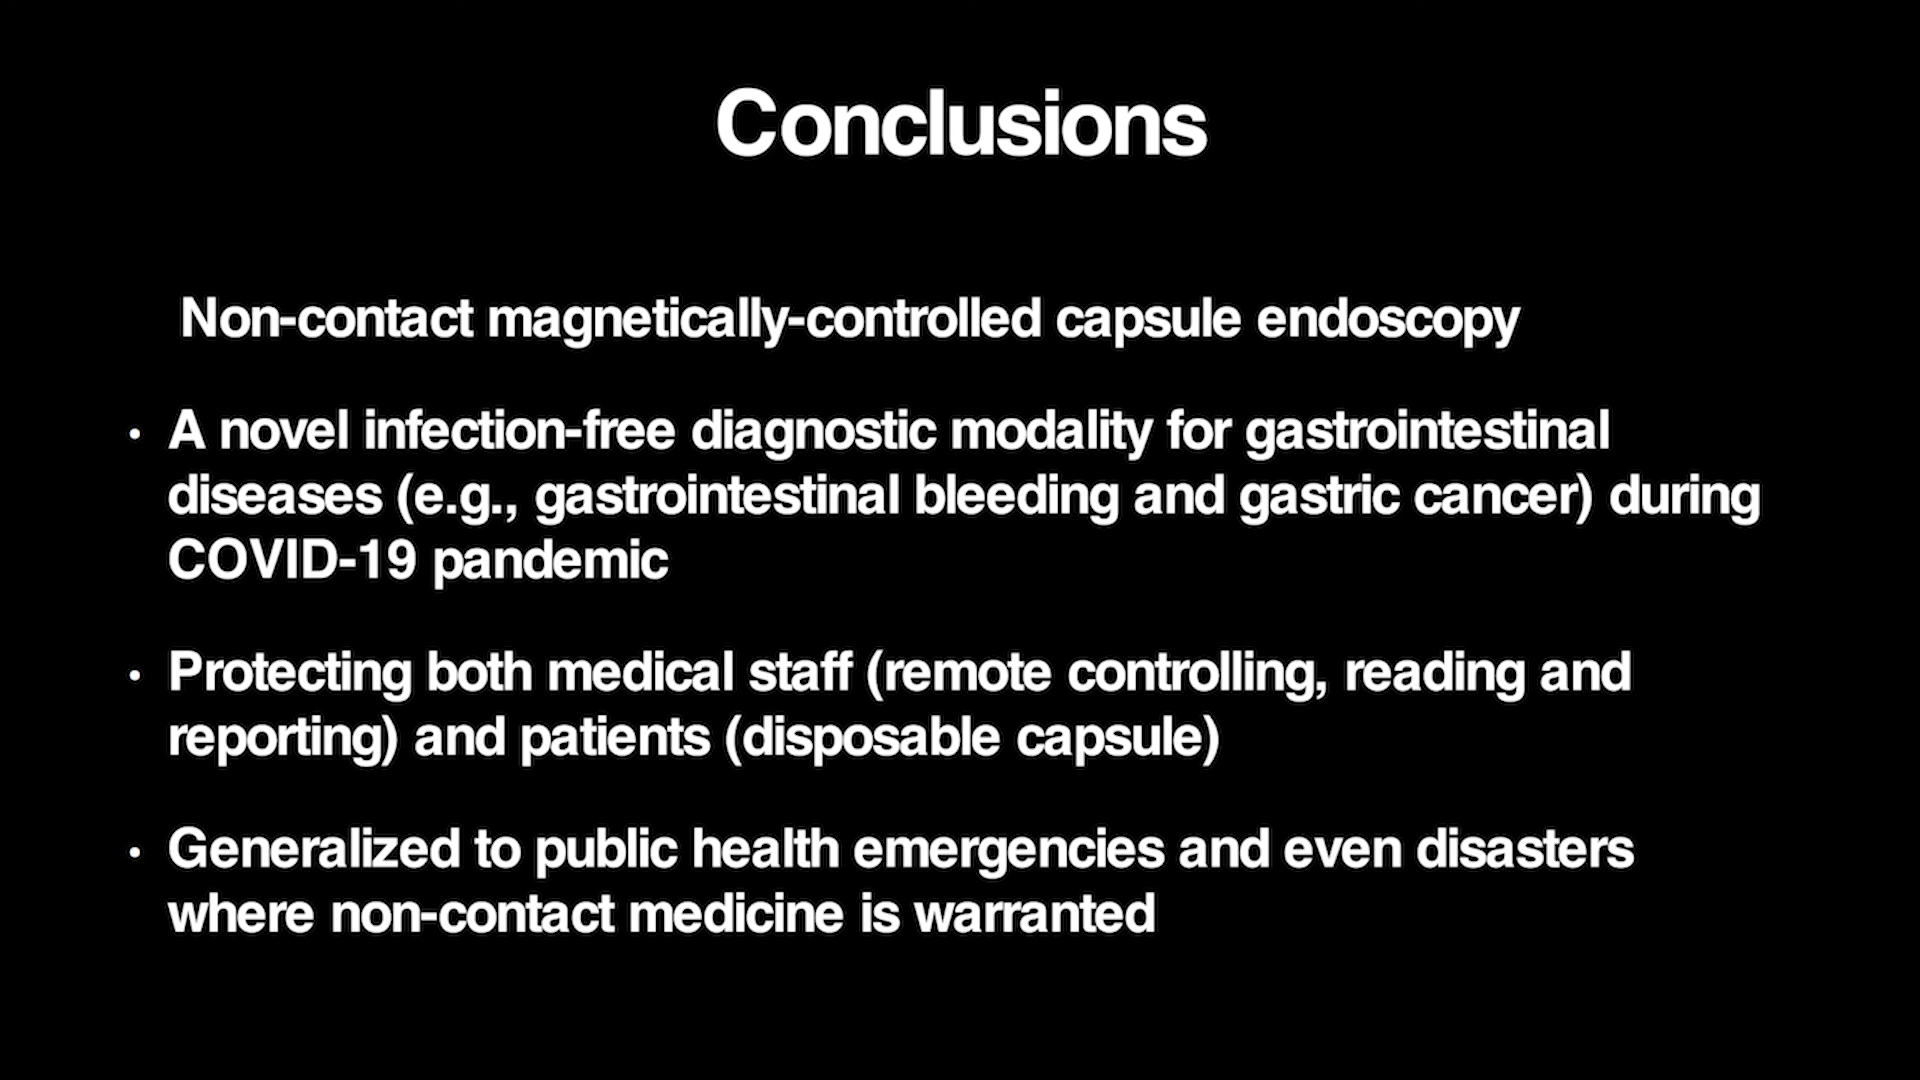 Conclusions
Non-contact magnetically-controlled capsule endoscopy
• A novel infection-free diagnostic modality for gastrointestinal
diseases (e.g., gastrointestinal bleeding and gastric cancer) during
COVID-19 pandemic
• Protecting both medical staff (remote controlling, reading and
reporting) and patients (disposable capsule)
• Generalized to public health emergencies and even disasters
where non-contact medicine is warranted